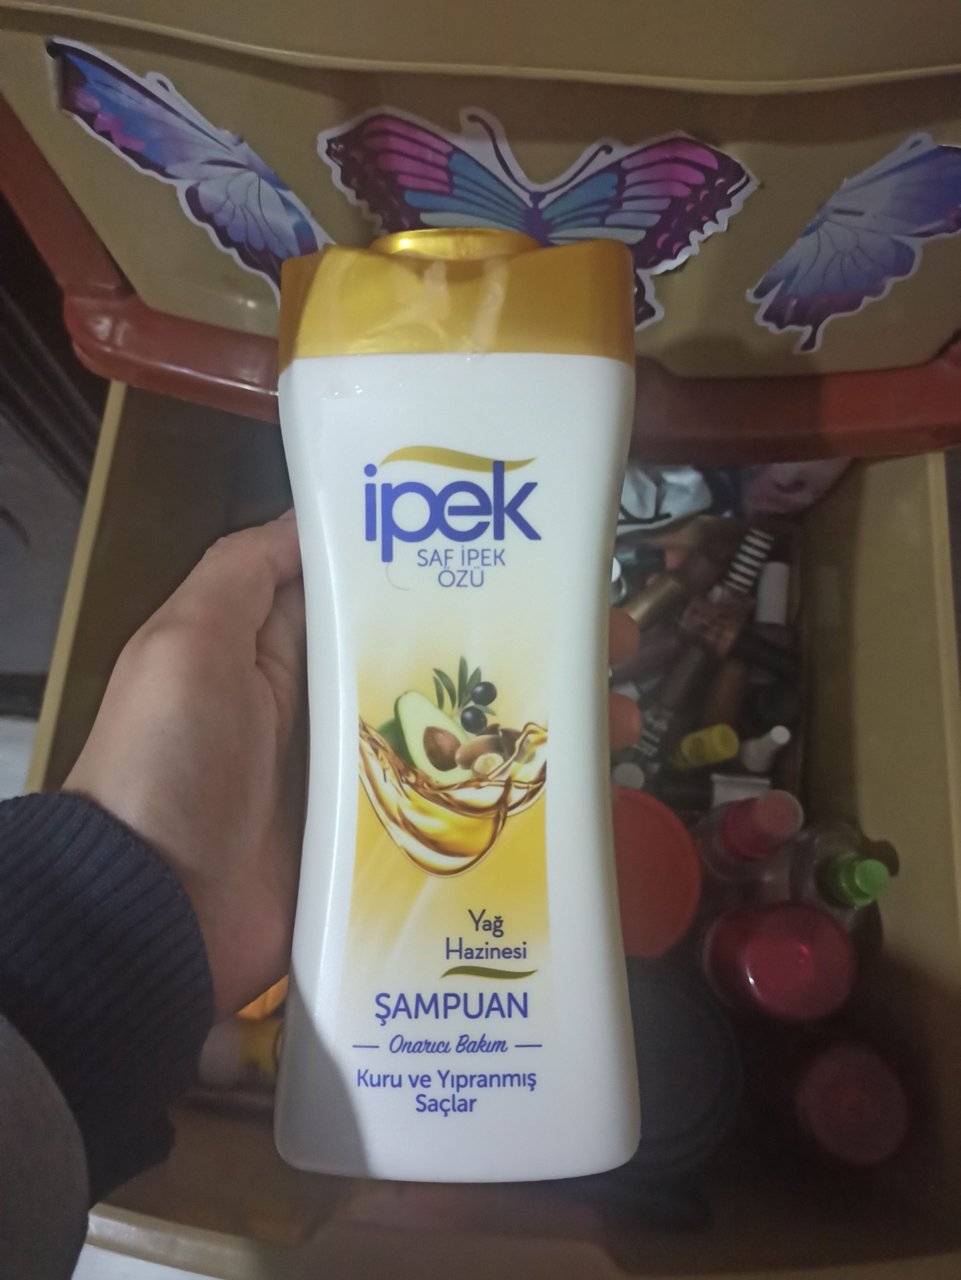 ipek
SAF İPEK
ÖZÜ
Yağ
Hazinesi
ŞAMPUAN
Onarıcı Bakım
Kuru ve Yıpranmış
Saçlar